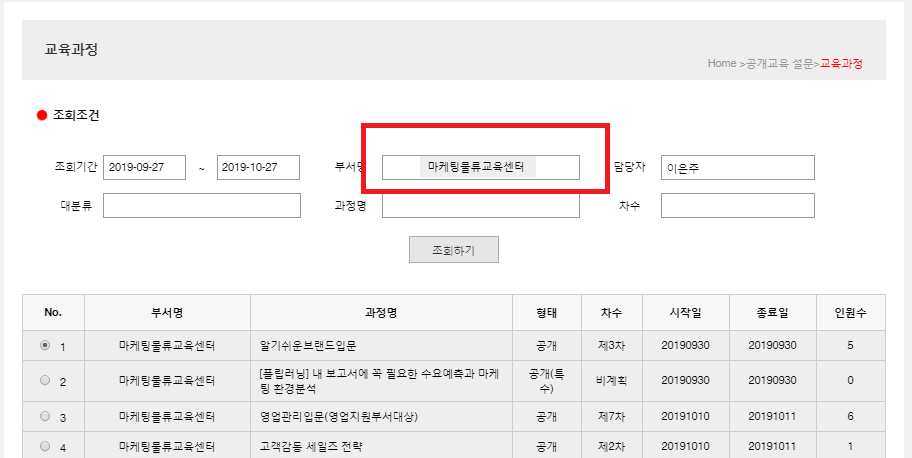 교육과정
Home >공개교육 설문>교육과정
조회조건
조회기간 2019-09-27 ~ 2019-10-27 부서명 마케팅물류교육센터 담당자 이은주
대분류 과정명 차수
조회하기
No. 부서명 과정명 형태 차수 시작일 종료일 인원수
1 마케팅물류교육센터 알기쉬운브랜드입문 공개 제3차 20190930 20190930 5
2 마케팅물류교육센터 [플립러닝] 내 보고서에 꼭 필요한 수요예측과 마케팅 환경분석 공개(특수) 비계획 20190930 20190930 0
3 마케팅물류교육센터 영업관리입문(영업지원부서대상) 공개 제7차 20191010 20191011 6
4 마케팅물류교육센터 고객감동 세일즈 전략 공개 제2차 20191010 20191011 1